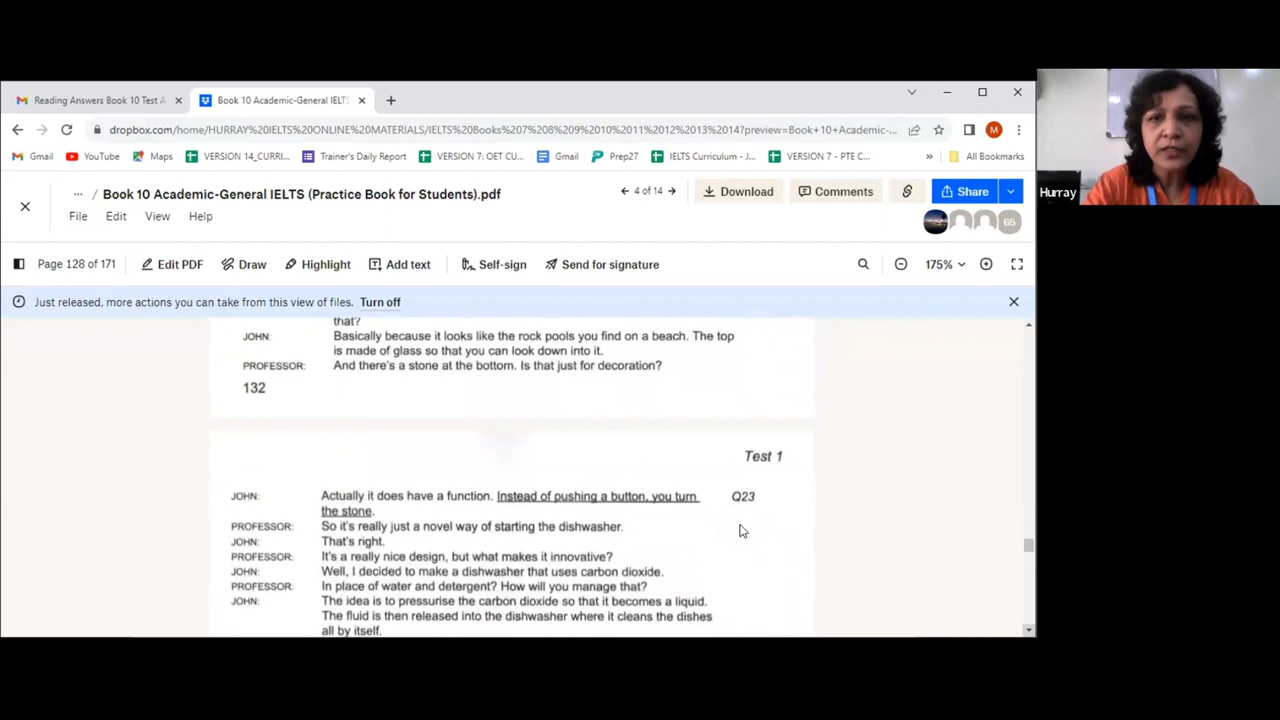 Reading Answers Book 10 Test A
Book 10 Academic-General IELTS
dropbox.com/home/HURRAY%20IELTS%20ONLINE%20MATERIALS/IELTS%20Books%207%208%209%2010%2011%2012%2013%2014?preview=Book+10+Academic-...
M
Gmail YouTube Maps VERSION 14_CURRI... Trainer's Daily Report VERSION 7: OET CU... Gmail Prep27 IELTS Curriculum - J... VERSION 7 - PTE C... » All Bookmarks
... / Book 10 Academic-General IELTS (Practice Book for Students).pdf
4 of 14 Download Comments Share
File Edit View Help
65
Page 128 of 171 Edit PDF Draw Highlight Add text Self-sign Send for signature 175%
Just released, more actions you can take from this view of files. Turn off
that?
JOHN: Basically because it looks like the rock pools you find on a beach. The top
is made of glass so that you can look down into it.
PROFESSOR: And there's a stone at the bottom. Is that just for decoration?
132
Test 1
JOHN: Actually it does have a function. Instead of pushing a button, you turn Q23
the stone.
PROFESSOR: So it's really just a novel way of starting the dishwasher.
JOHN: That's right.
PROFESSOR: It's a really nice design, but what makes it innovative?
JOHN: Well, I decided to make a dishwasher that uses carbon dioxide.
PROFESSOR: In place of water and detergent? How will you manage that?
JOHN: The idea is to pressurise the carbon dioxide so that it becomes a liquid.
The fluid is then released into the dishwasher where it cleans the dishes
all by itself.
Hurray